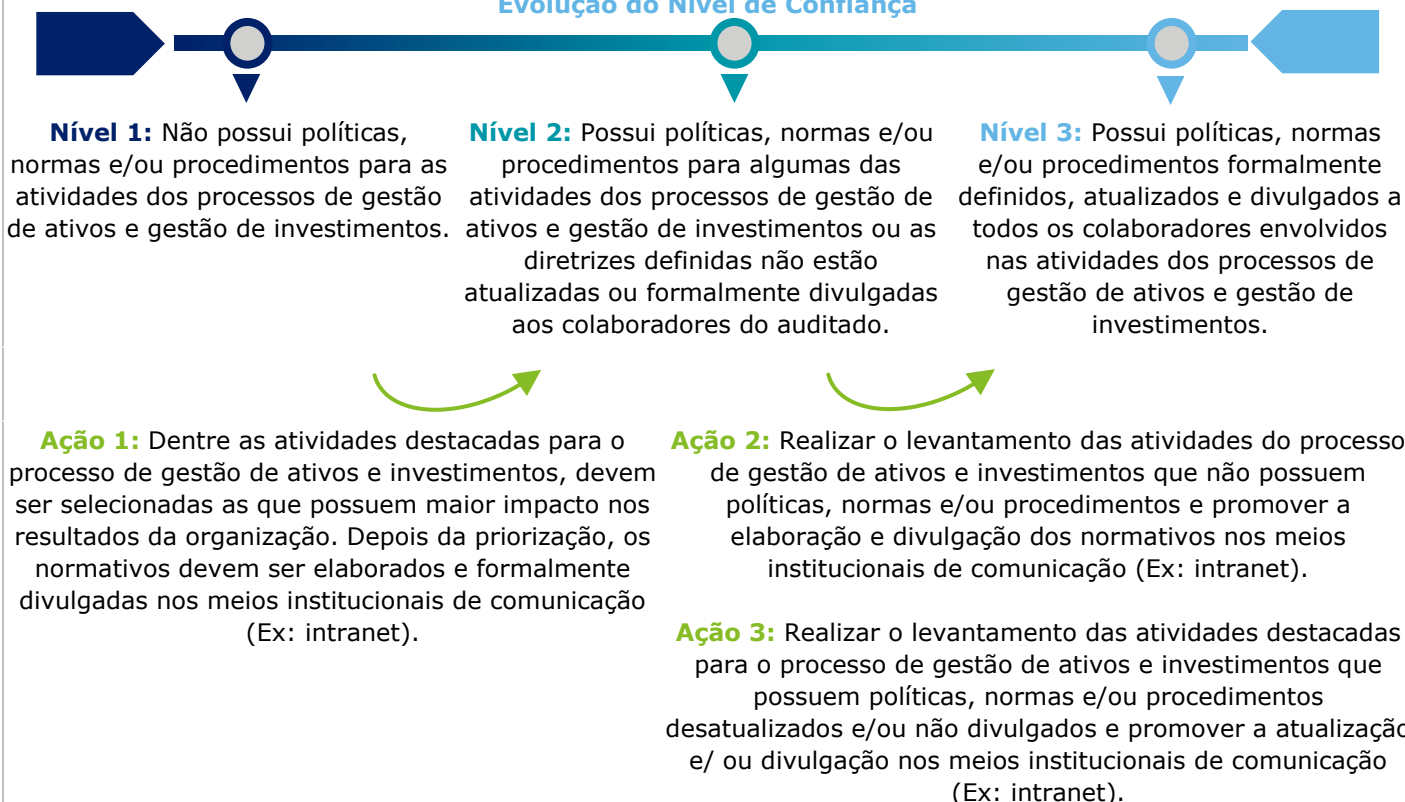 Evolução do Nível de Confiança
Nível 1: Não possui políticas,
normas e/ou procedimentos para as
atividades dos processos de gestão
de ativos e gestão de investimentos.
Nível 2: Possui políticas, normas e/ou
procedimentos para algumas das
atividades dos processos de gestão de
ativos e gestão de investimentos ou as
diretrizes definidas não estão
atualizadas ou formalmente divulgadas
aos colaboradores do auditado.
Nível 3: Possui políticas, normas
e/ou procedimentos formalmente
definidos, atualizados e divulgados a
todos os colaboradores envolvidos
nas atividades dos processos de
gestão de ativos e gestão de
investimentos.
Ação 1: Dentre as atividades destacadas para o
processo de gestão de ativos e investimentos, devem
ser selecionadas as que possuem maior impacto nos
resultados da organização. Depois da priorização, os
normativos devem ser elaborados e formalmente
divulgadas nos meios institucionais de comunicação
(Ex: intranet).
Ação 2: Realizar o levantamento das atividades do processo
de gestão de ativos e investimentos que não possuem
políticas, normas e/ou procedimentos e promover a
elaboração e divulgação dos normativos nos meios
institucionais de comunicação (Ex: intranet).
Ação 3: Realizar o levantamento das atividades destacadas
para o processo de gestão de ativos e investimentos que
possuem políticas, normas e/ou procedimentos
desatualizados e/ou não divulgados e promover a atualização
e/ ou divulgação nos meios institucionais de comunicação
(Ex: intranet).